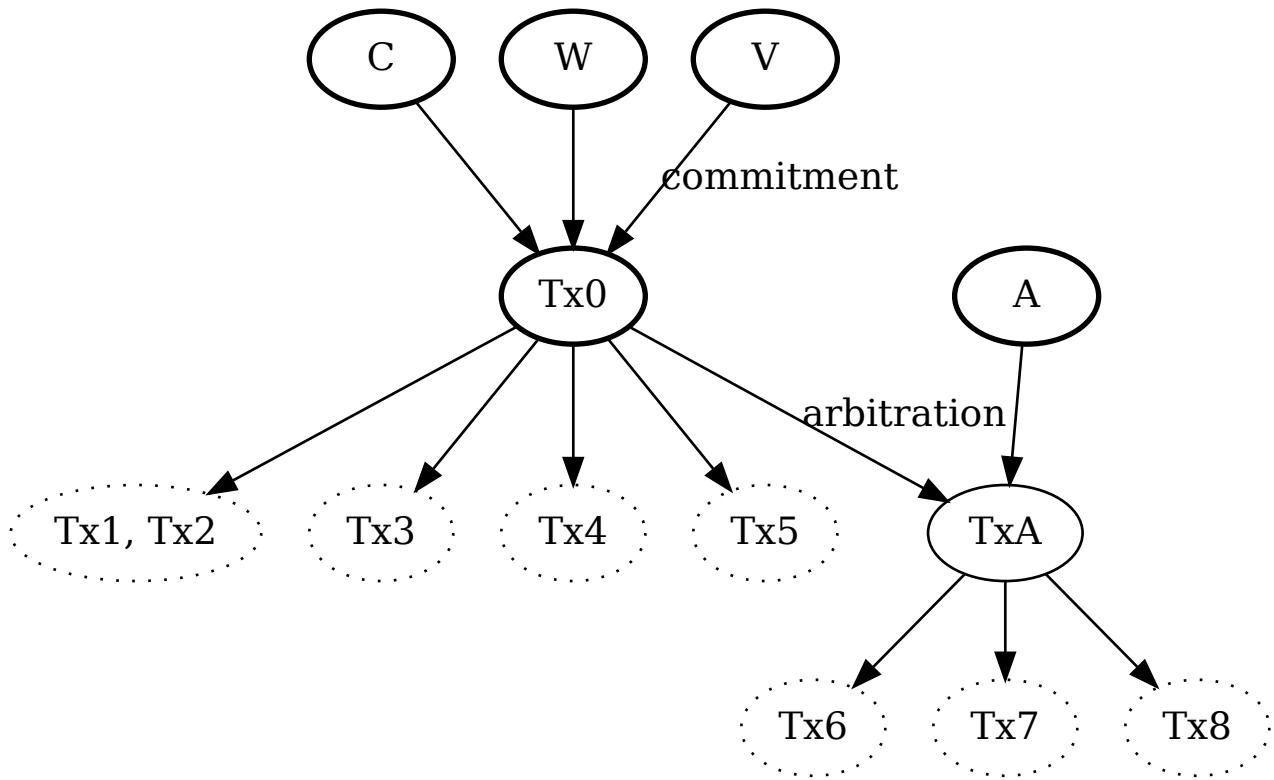 C
W
V
commitment
Tx0
A
arbitration
Tx1, Tx2
Tx3
Tx4
Tx5
TxA
Tx6
Tx7
Tx8